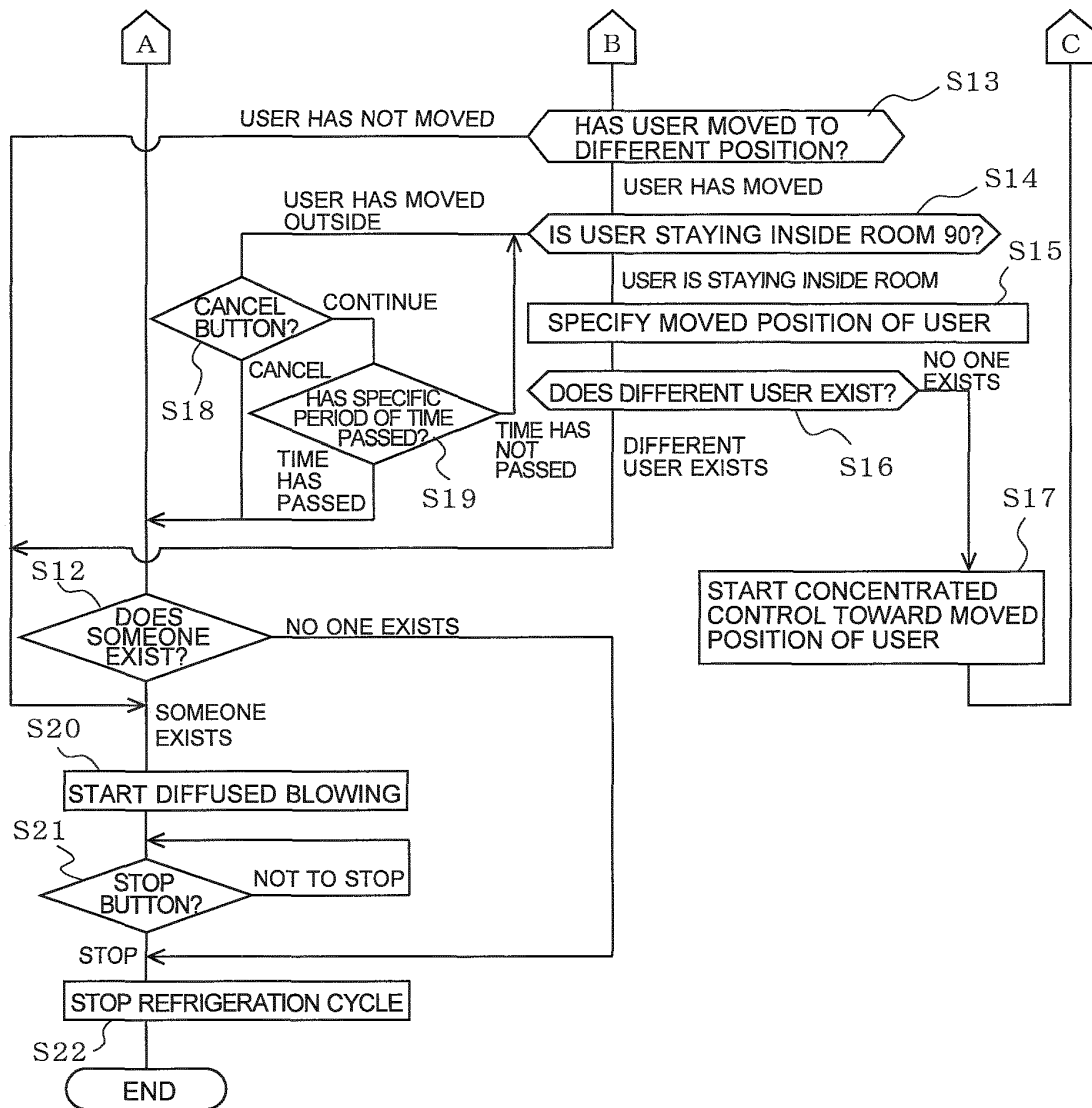 A
B
C
S13
USER HAS NOT MOVED
HAS USER MOVED TO
DIFFERENT POSITION?
USER HAS MOVED
S14
USER HAS MOVED
OUTSIDE
IS USER STAYING INSIDE ROOM 90?
S15
USER IS STAYING INSIDE ROOM
CANCEL
BUTTON?
CONTINUE
SPECIFY MOVED POSITION OF USER
S18
CANCEL
NO ONE
EXISTS
HAS SPECIFIC
PERIOD OF TIME
PASSED?
DOES DIFFERENT USER EXIST?
S16
TIME HAS
NOT
PASSED
DIFFERENT
USER EXISTS
TIME
HAS
PASSED
S19
S17
S12
DOES
SOMEONE
EXIST?
NO ONE EXISTS
START CONCENTRATED
CONTROL TOWARD MOVED
POSITION OF USER
SOMEONE
EXISTS
S20
START DIFFUSED BLOWING
S21
STOP
BUTTON?
NOT TO STOP
STOP
STOP REFRIGERATION CYCLE
S22
END